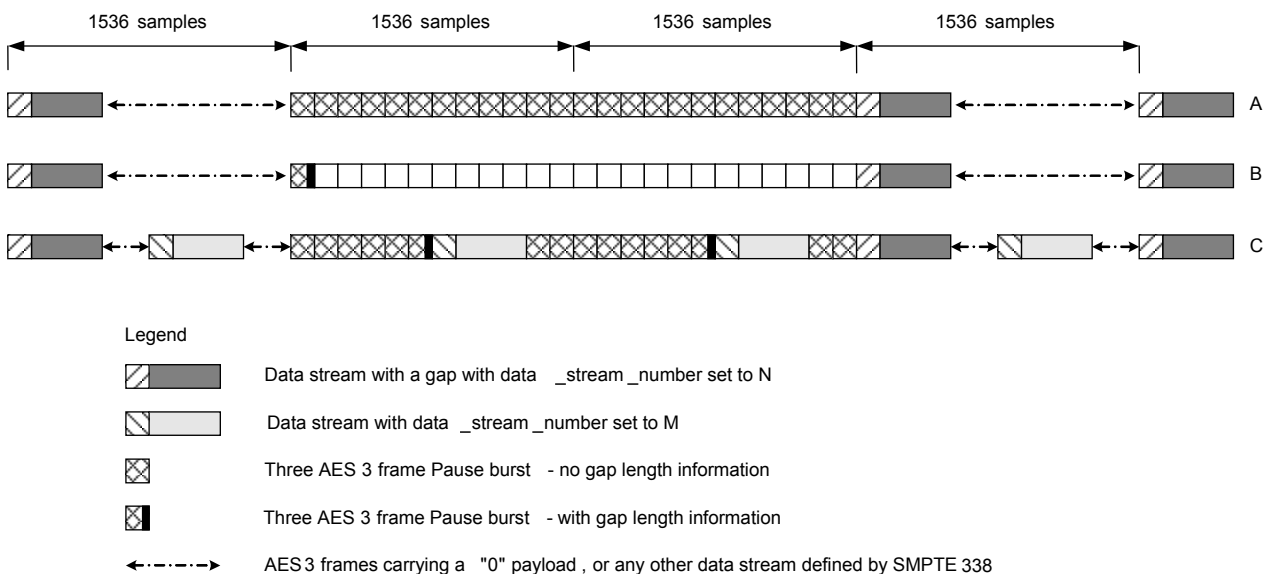 1536 samples 1536 samples 1536 samples 1536 samples
A
B
C
Legend
Data stream with a gap with data _stream _number set to N
Data stream with data _stream _number set to M
Three AES 3 frame Pause burst - no gap length information
Three AES 3 frame Pause burst - with gap length information
AES 3 frames carrying a "0" payload , or any other data stream defined by SMPTE 338